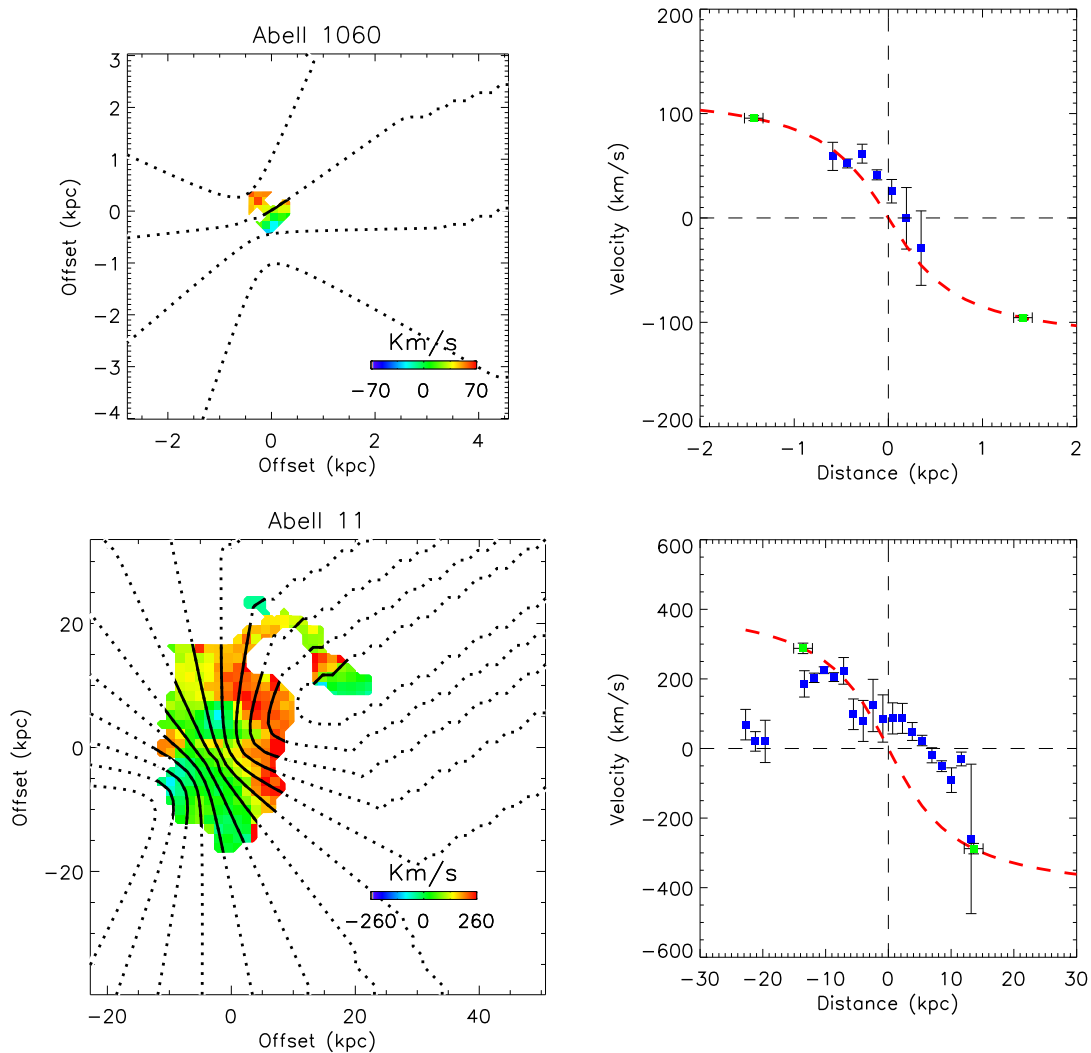 Abell 1060
3
2
1
0
−1
−2
−3
−4
Offset (kpc)
Km/s
−70 0 70
−2 0 2 4
Offset (kpc)
200
100
0
−100
−200
Velocity (km/s)
−2 −1 0 1 2
Distance (kpc)
Abell 11
20
0
−20
Offset (kpc)
Km/s
−260 0 260
−20 0 20 40
Offset (kpc)
600
400
200
0
−200
−400
−600
Velocity (km/s)
−30 −20 −10 0 10 20 30
Distance (kpc)